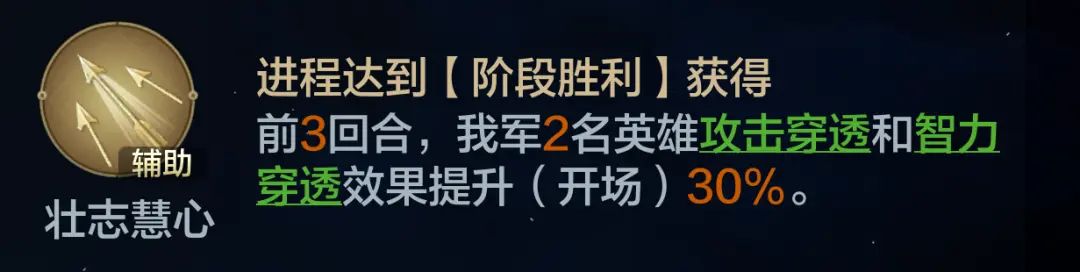 辅助
壮志慧心
进程达到【阶段胜利】获得
前3回合，我军2名英雄攻击穿透和智力
穿透效果提升（开场）30%。